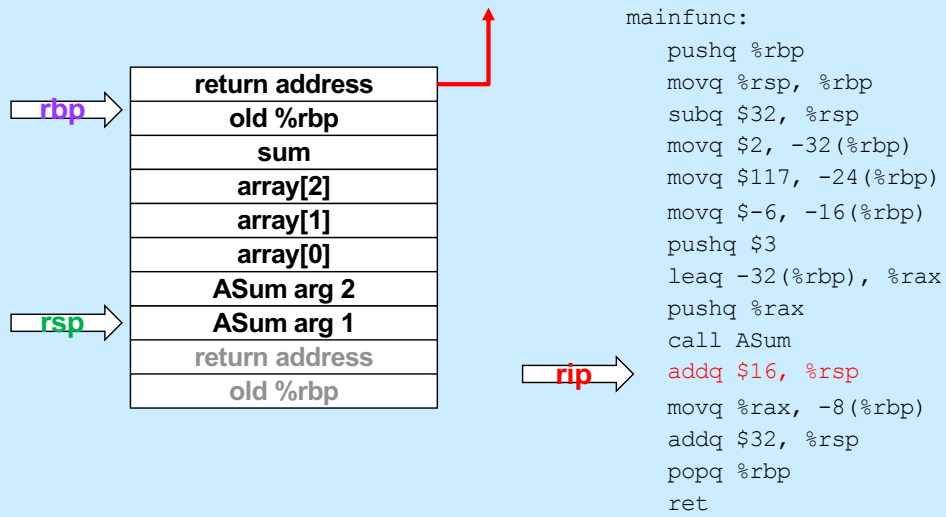 return address
rbp
old %rbp
sum
array[2]
array[1]
array[0]
ASum arg 2
rsp
ASum arg 1
return address
old %rbp
mainfunc:
pushq %rbp
movq %rsp, %rbp
subq $32, %rsp
movq $2, -32(%rbp)
movq $117, -24(%rbp)
movq $-6, -16(%rbp)
pushq $3
leaq -32(%rbp), %rax
pushq %rax
call ASum
rip
addq $16, %rsp
movq %rax, -8(%rbp)
addq $32, %rsp
popq %rbp
ret